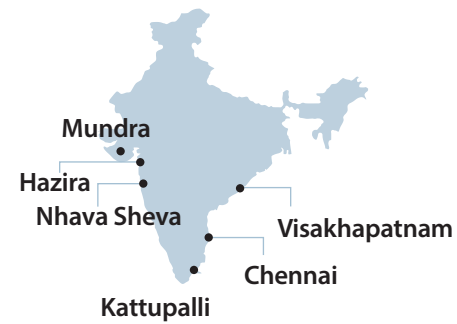 Mundra
Hazira
Nhava Sheva
Visakhapatnam
Chennai
Kattupalli